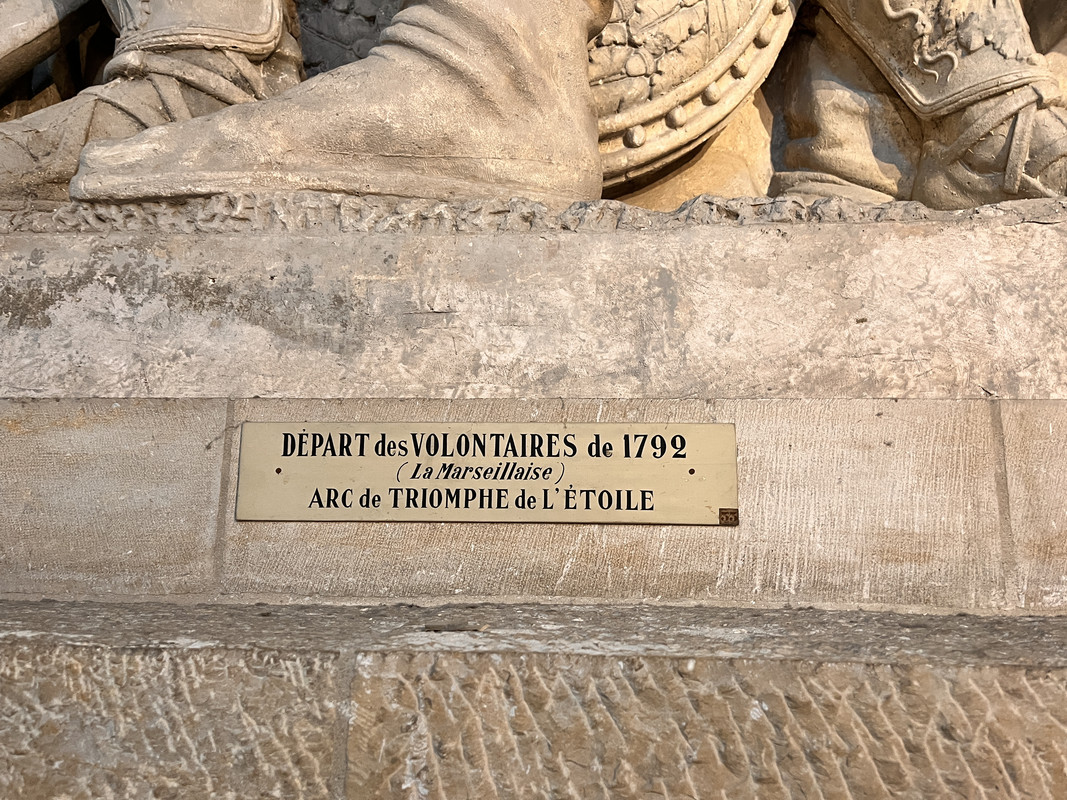 DÉPART des VOLONTAIRES de 1792
(La Marseillaise)
ARC de TRIOMPHE de L'ÉTOILE